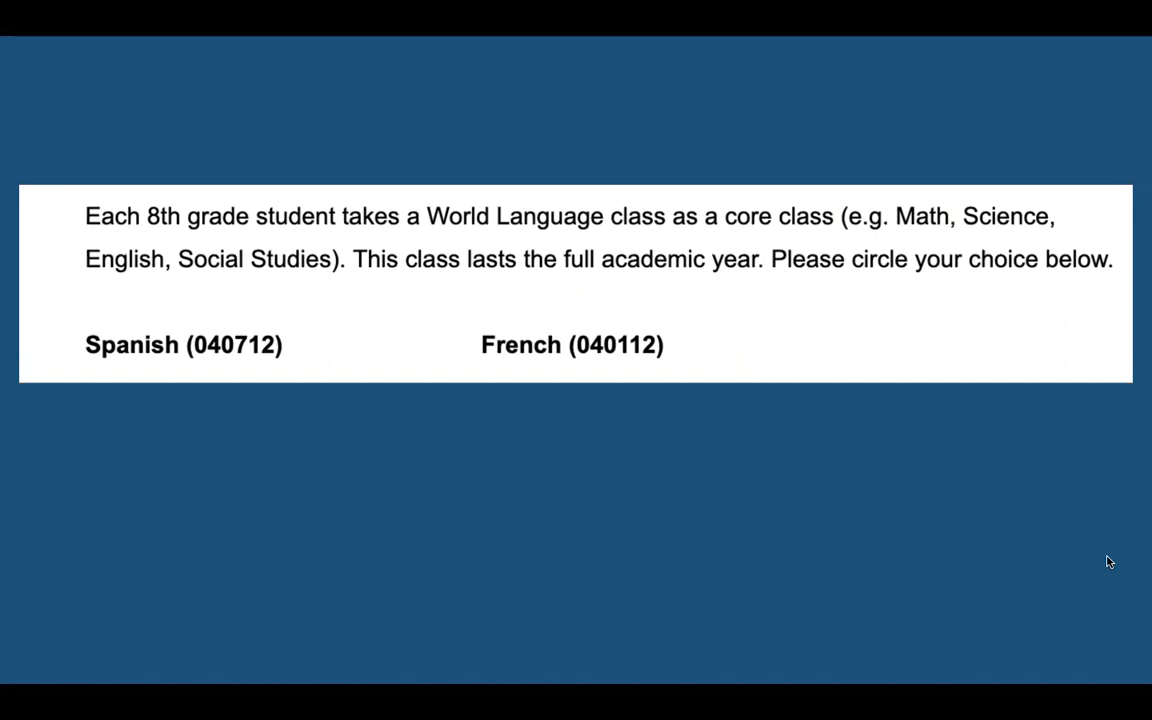 Each 8th grade student takes a World Language class as a core class (e.g. Math, Science,
English, Social Studies). This class lasts the full academic year. Please circle your choice below.
Spanish (040712) French (040112)